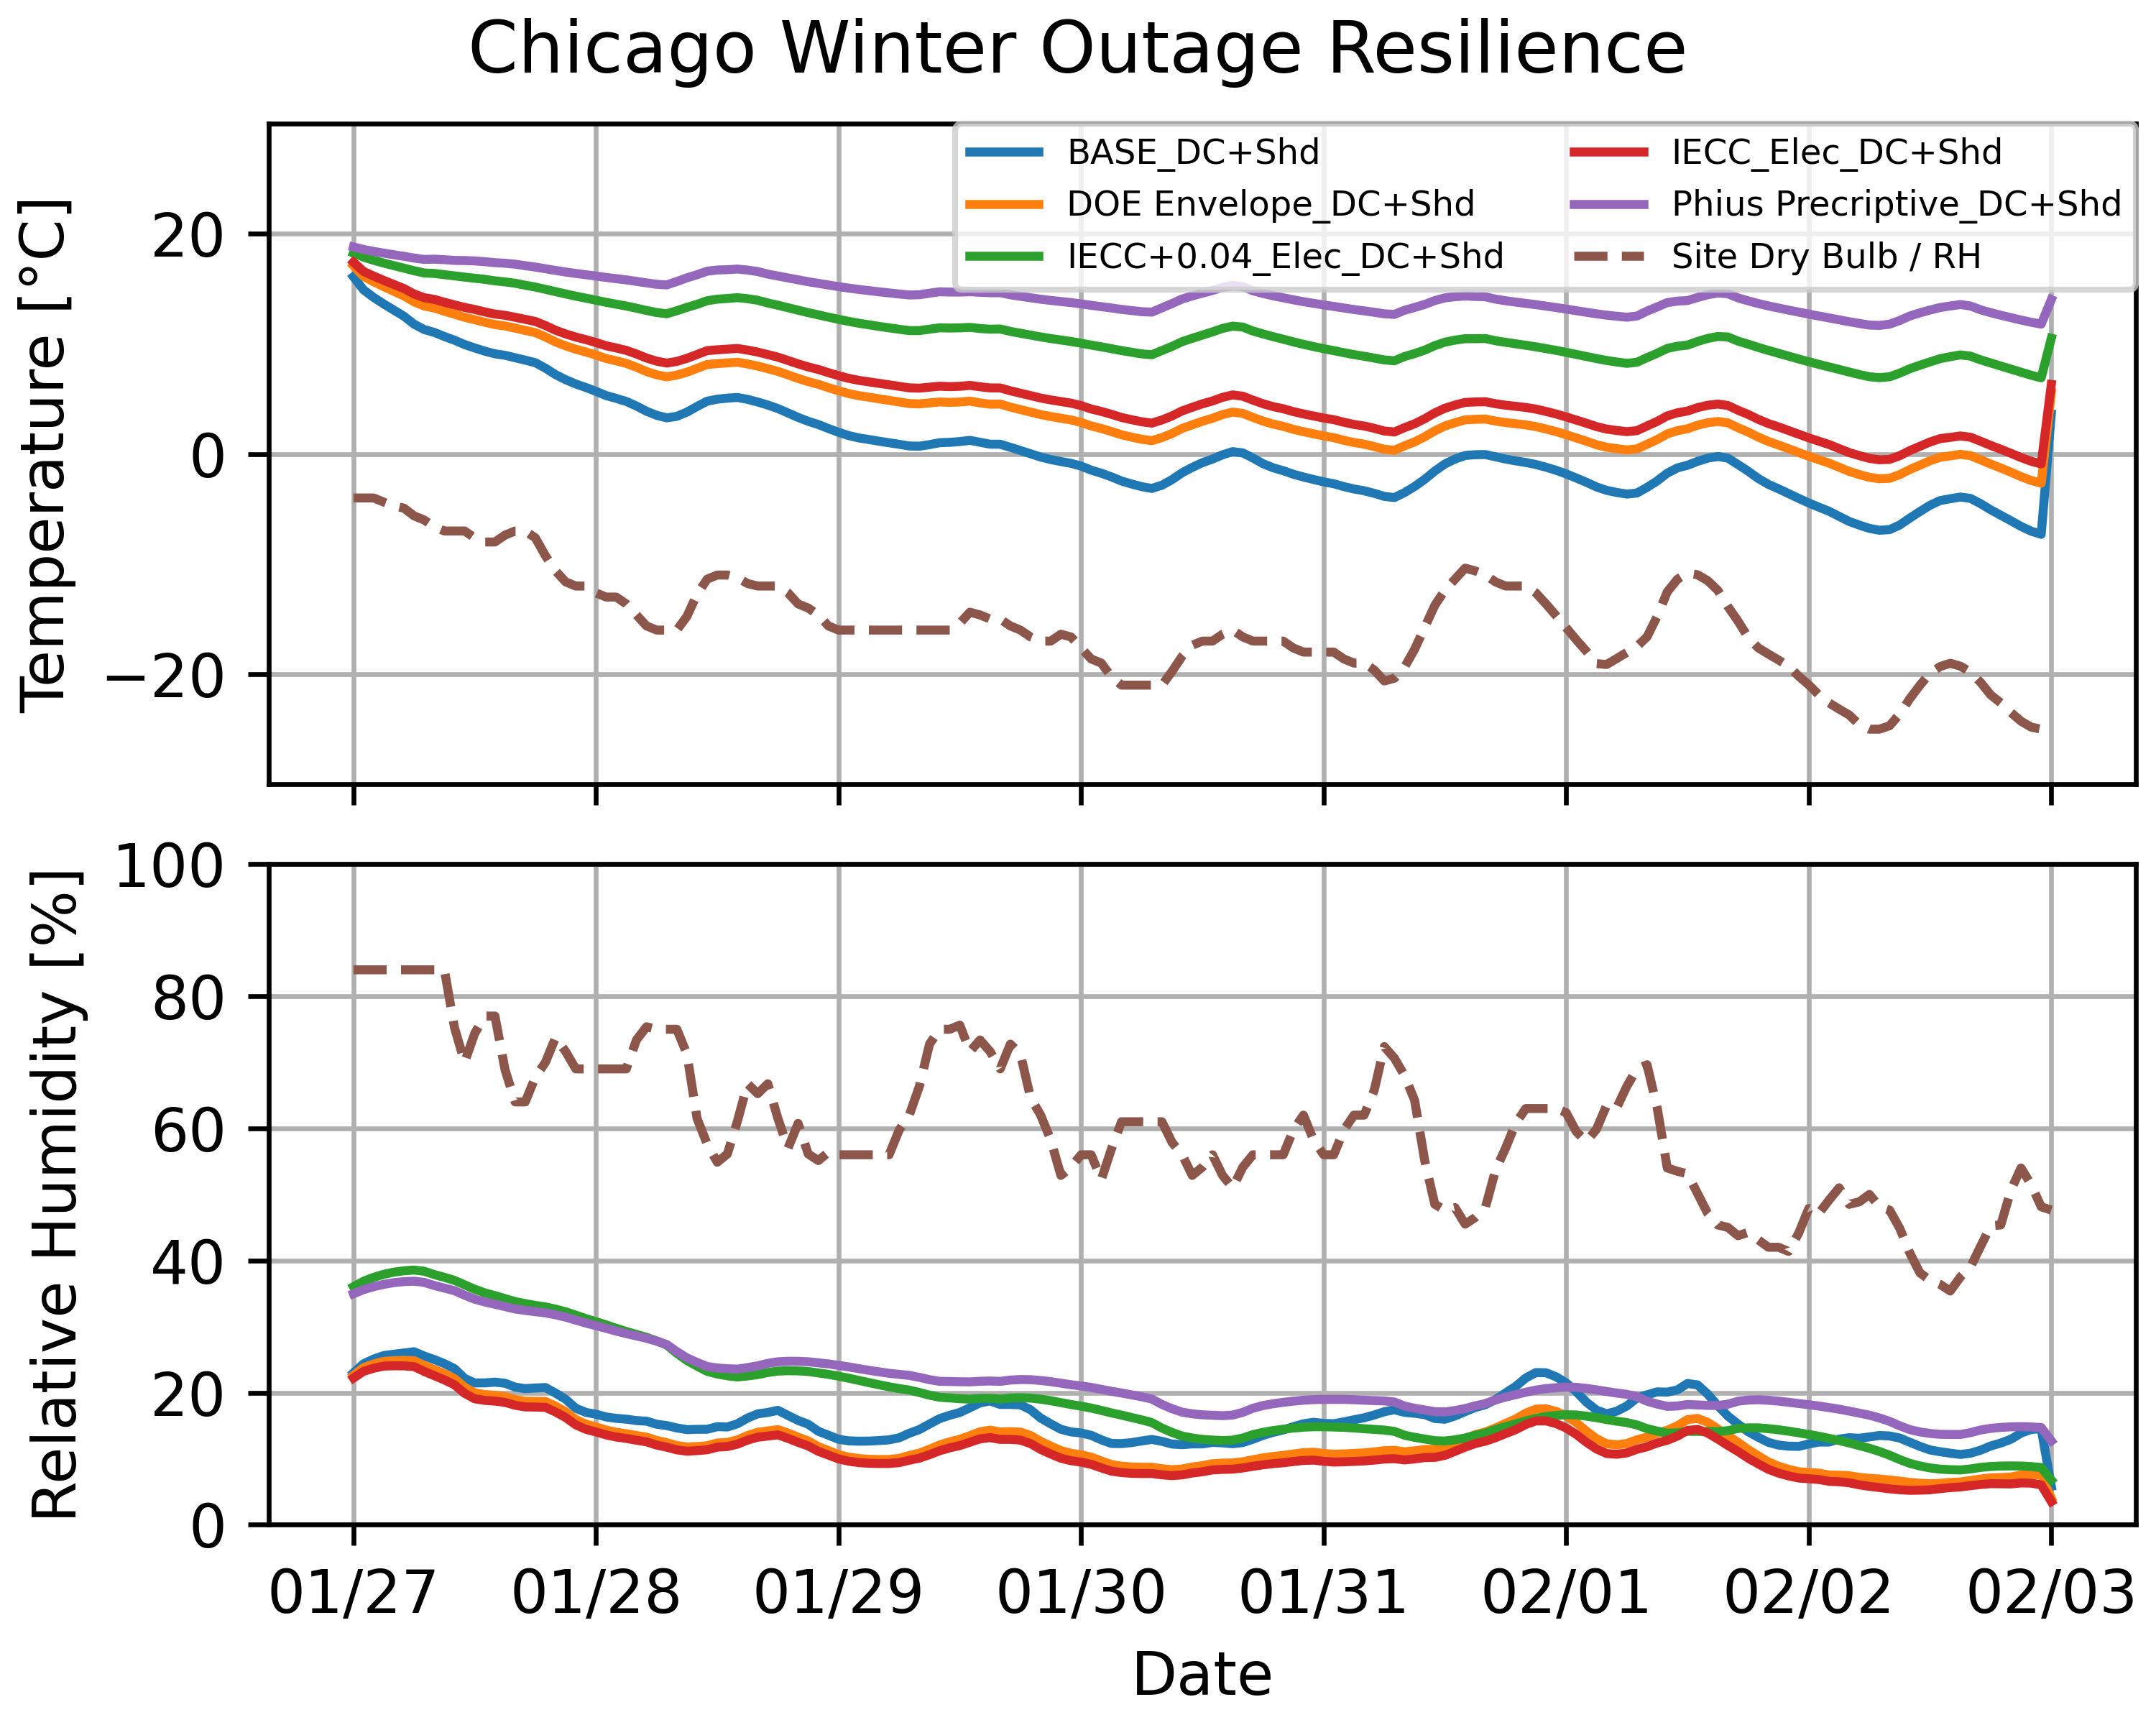 Chicago Winter Outage Resilience
BASE_DC+Shd
DOE Envelope_DC+Shd
IECC+0.04_Elec_DC+Shd
IECC_Elec_DC+Shd
Phius Precriptive_DC+Shd
Site Dry Bulb / RH
Temperature [°C]
20
0
−20
Relative Humidity [%]
100
80
60
40
20
0
01/27 01/28 01/29 01/30 01/31 02/01 02/02 02/03
Date